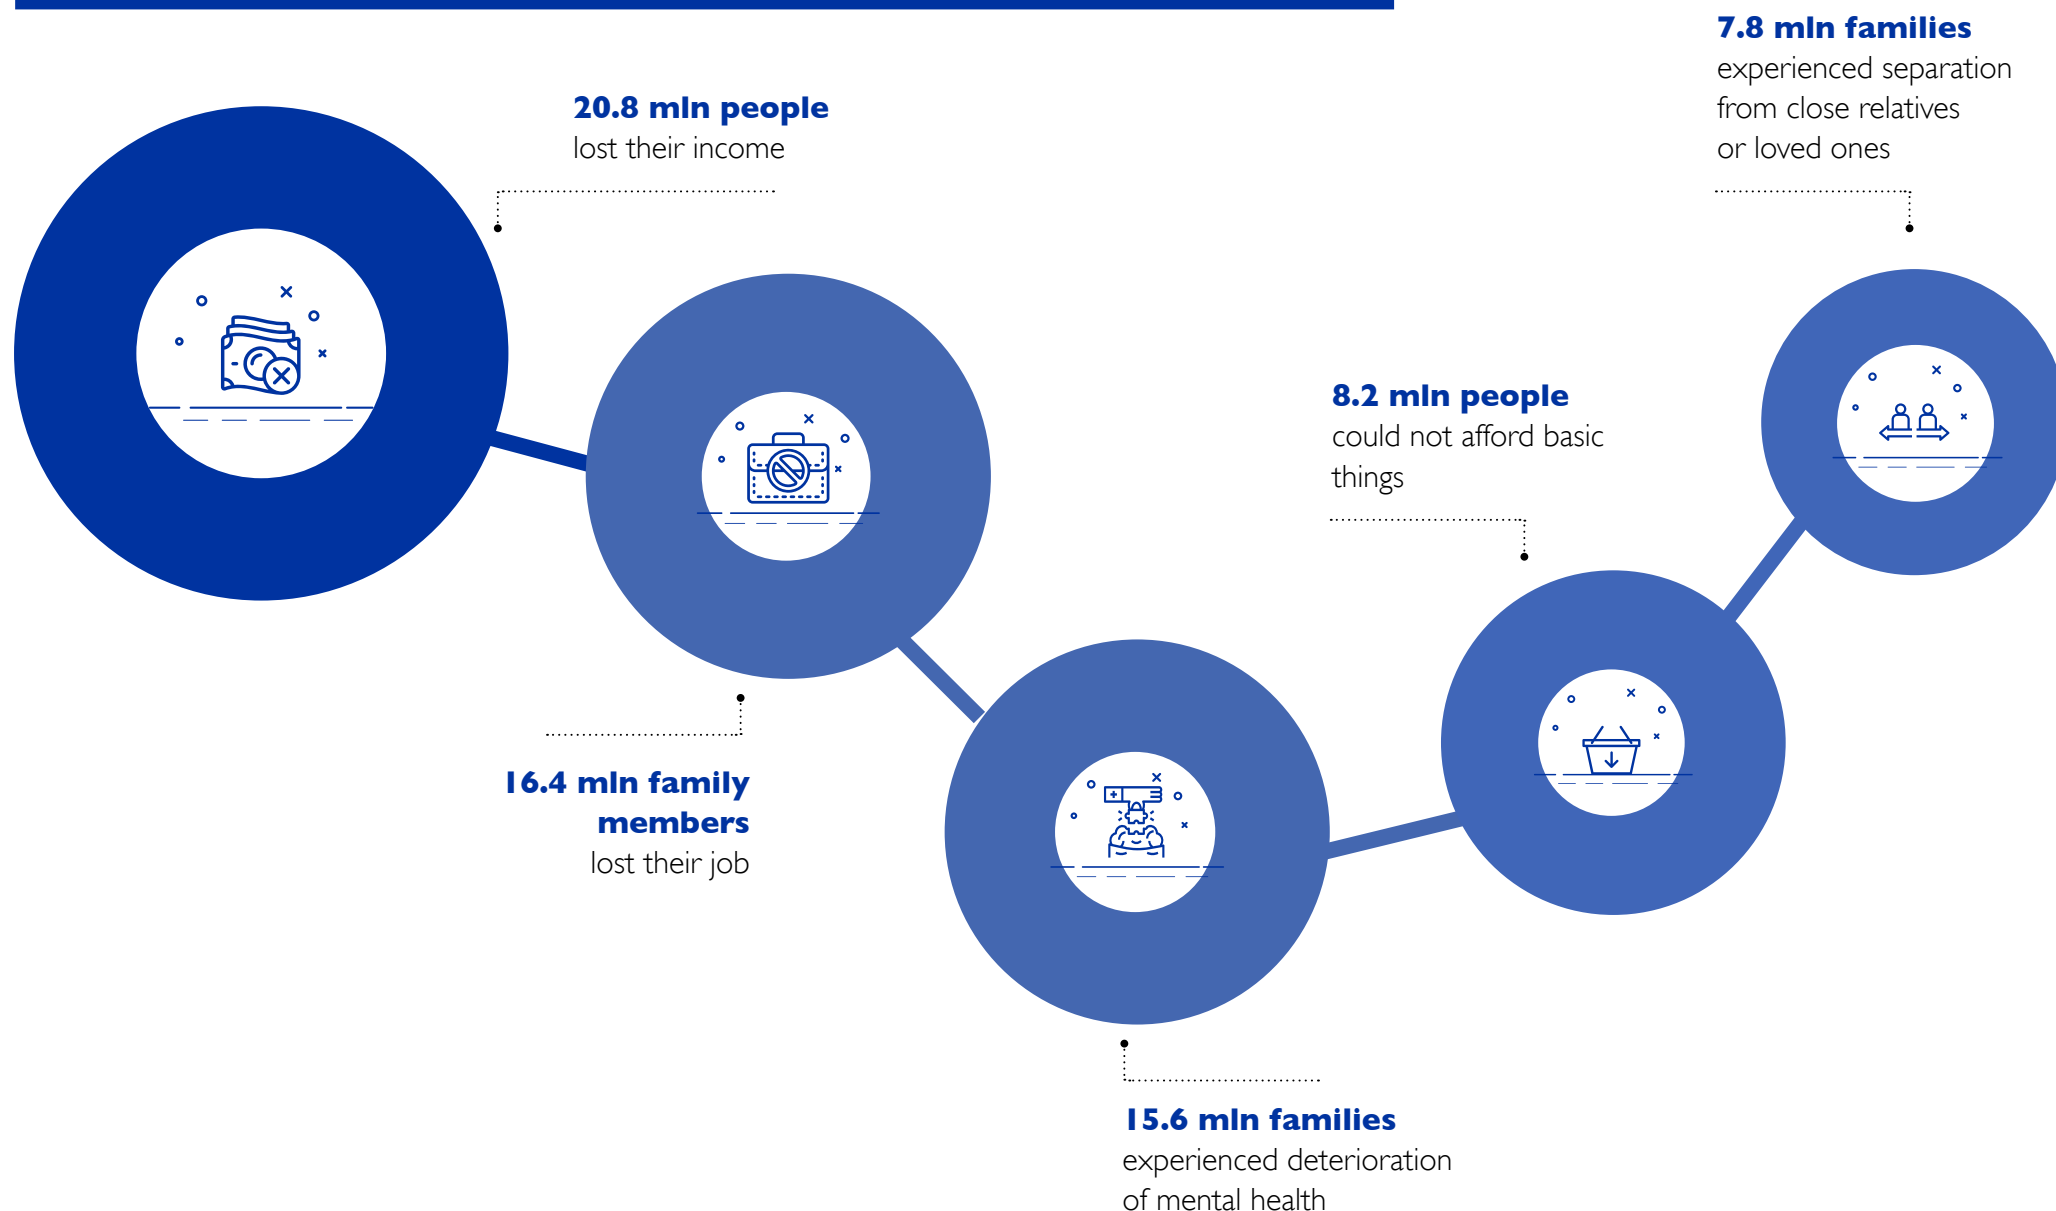 20.8 mln people
lost their income
16.4 mln family
members
lost their job
15.6 mln families
experienced deterioration
of mental health
8.2 mln people
could not afford basic
things
7.8 mln families
experienced separation
from close relatives
or loved ones